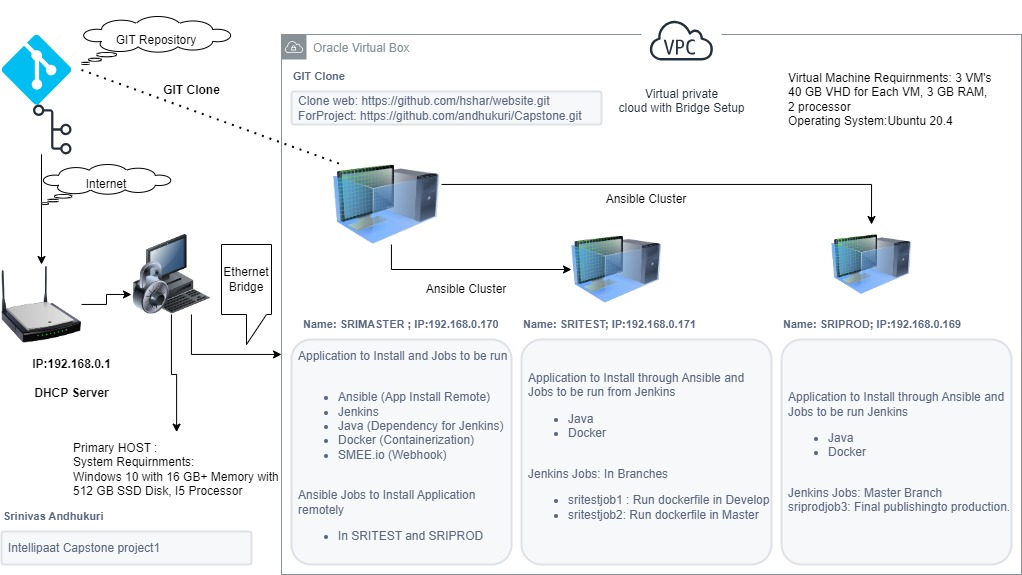 GIT Repository
GIT Clone
Internet
Oracle Virtual Box
GIT Clone
Clone web: https://github.com/hshar/website.git
ForProject: https://github.com/andhukuri/Capstone.git
VPC
Virtual private
cloud with Bridge Setup
Virtual Machine Requirnments: 3 VM's
40 GB VHD for Each VM, 3 GB RAM,
2 processor
Operating System:Ubuntu 20.4
Ansible Cluster
Ansible Cluster
Ethernet
Bridge
IP:192.168.0.1
DHCP Server
Primary HOST :
System Requirnments:
Windows 10 with 16 GB+ Memory with
512 GB SSD Disk, I5 Processor
Srinivas Andhukuri
Intellipaat Capstone project1
Name: SRIMASTER ; IP:192.168.0.170
Application to Install and Jobs to be run
• Ansible (App Install Remote)
• Jenkins
• Java (Dependency for Jenkins)
• Docker (Containerization)
• SMEE.io (Webhook)
Ansible Jobs to Install Application
remotely
• In SRITEST and SRIPROD
Name: SRITEST; IP:192.168.0.171
Application to Install through Ansible and
Jobs to be run from Jenkins
• Java
• Docker
Jenkins Jobs: In Branches
• sritestjob1 : Run dockerfile in Develop
• sritestjob2: Run dockerfile in Master
Name: SRIPROD; IP:192.168.0.169
Application to Install through Ansible and
Jobs to be run Jenkins
• Java
• Docker
Jenkins Jobs: Master Branch
sriprodjob3: Final publishingto production.